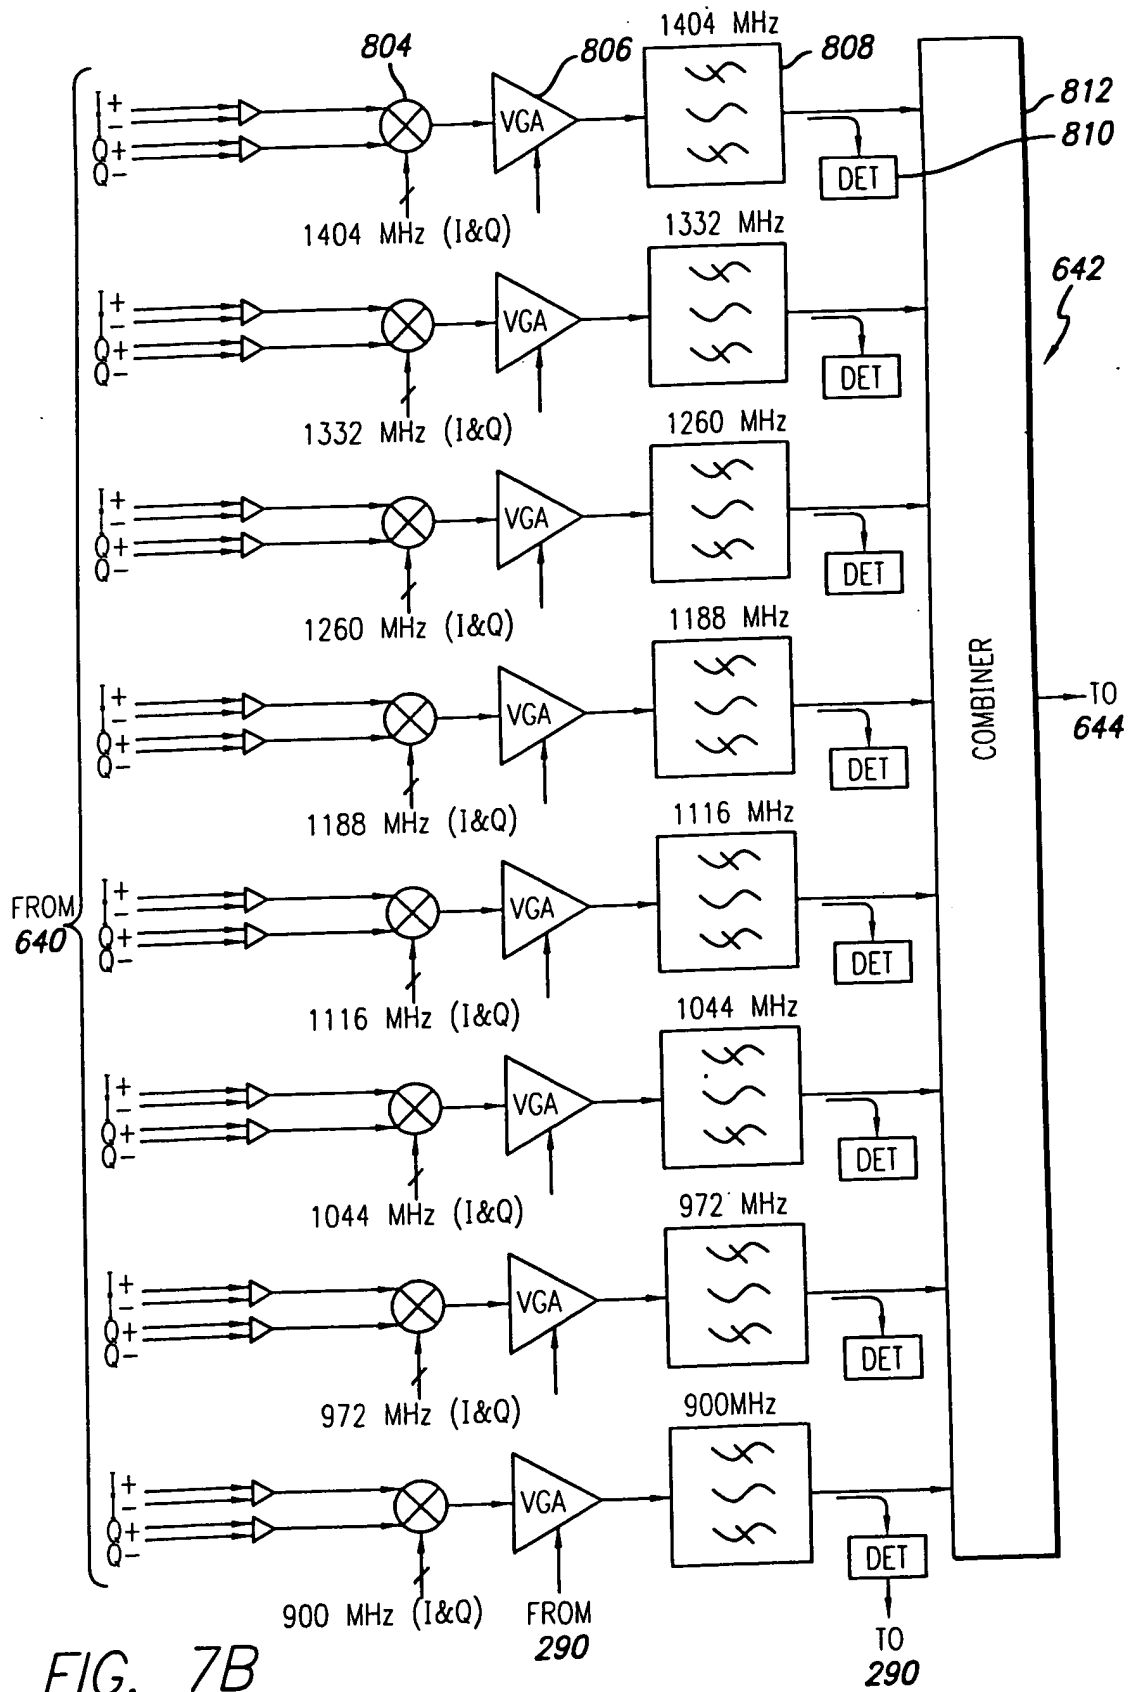 1404 MHz
804
806
808
812
810
I+
I-
Q+
Q-
VGA
DET
1404 MHz (I&Q)
1332 MHz
642
I+
I-
Q+
Q-
VGA
DET
1332 MHz (I&Q)
1260 MHz
I+
I-
Q+
Q-
VGA
DET
1260 MHz (I&Q)
1188 MHz
I+
I-
Q+
Q-
VGA
DET
COMBINER
TO
644
1188 MHz (I&Q)
1116 MHz
FROM
640
I+
I-
Q+
Q-
VGA
DET
1116 MHz (I&Q)
1044 MHz
I+
I-
Q+
Q-
VGA
DET
1044 MHz (I&Q)
972 MHz
I+
I-
Q+
Q-
VGA
DET
972 MHz (I&Q)
900MHz
I+
I-
Q+
Q-
VGA
DET
900 MHz (I&Q)
FROM
290
TO
290
FIG. 7B